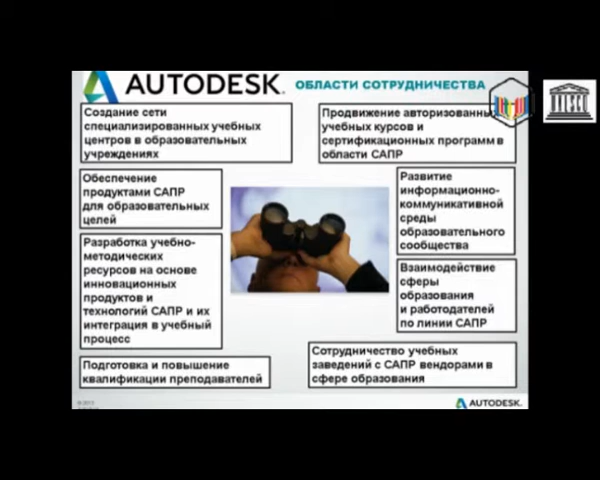 AUTODESK.
ОБЛАСТИ СОТРУДНИЧЕСТВА
Создание сети
специализированных учебных
центров в образовательных
учреждениях
Продвижение авторизованных
учебных курсов и
сертификационных программ в
области САПР
Обеспечение
продуктами САПР
для образовательных
целей
Развитие
информационно-
коммуникативной
среды
образовательного
сообщества
Разработка учебно-
методических
ресурсов на основе
инновационных
продуктов и
технологий САПР и их
интеграция в учебный
процесс
Взаимодействие
сферы
образования
и работодателей
по линии САПР
Подготовка и повышение
квалификации преподавателей
Сотрудничество учебных
заведений с САПР вендорами в
сфере образования
AUTODESK.